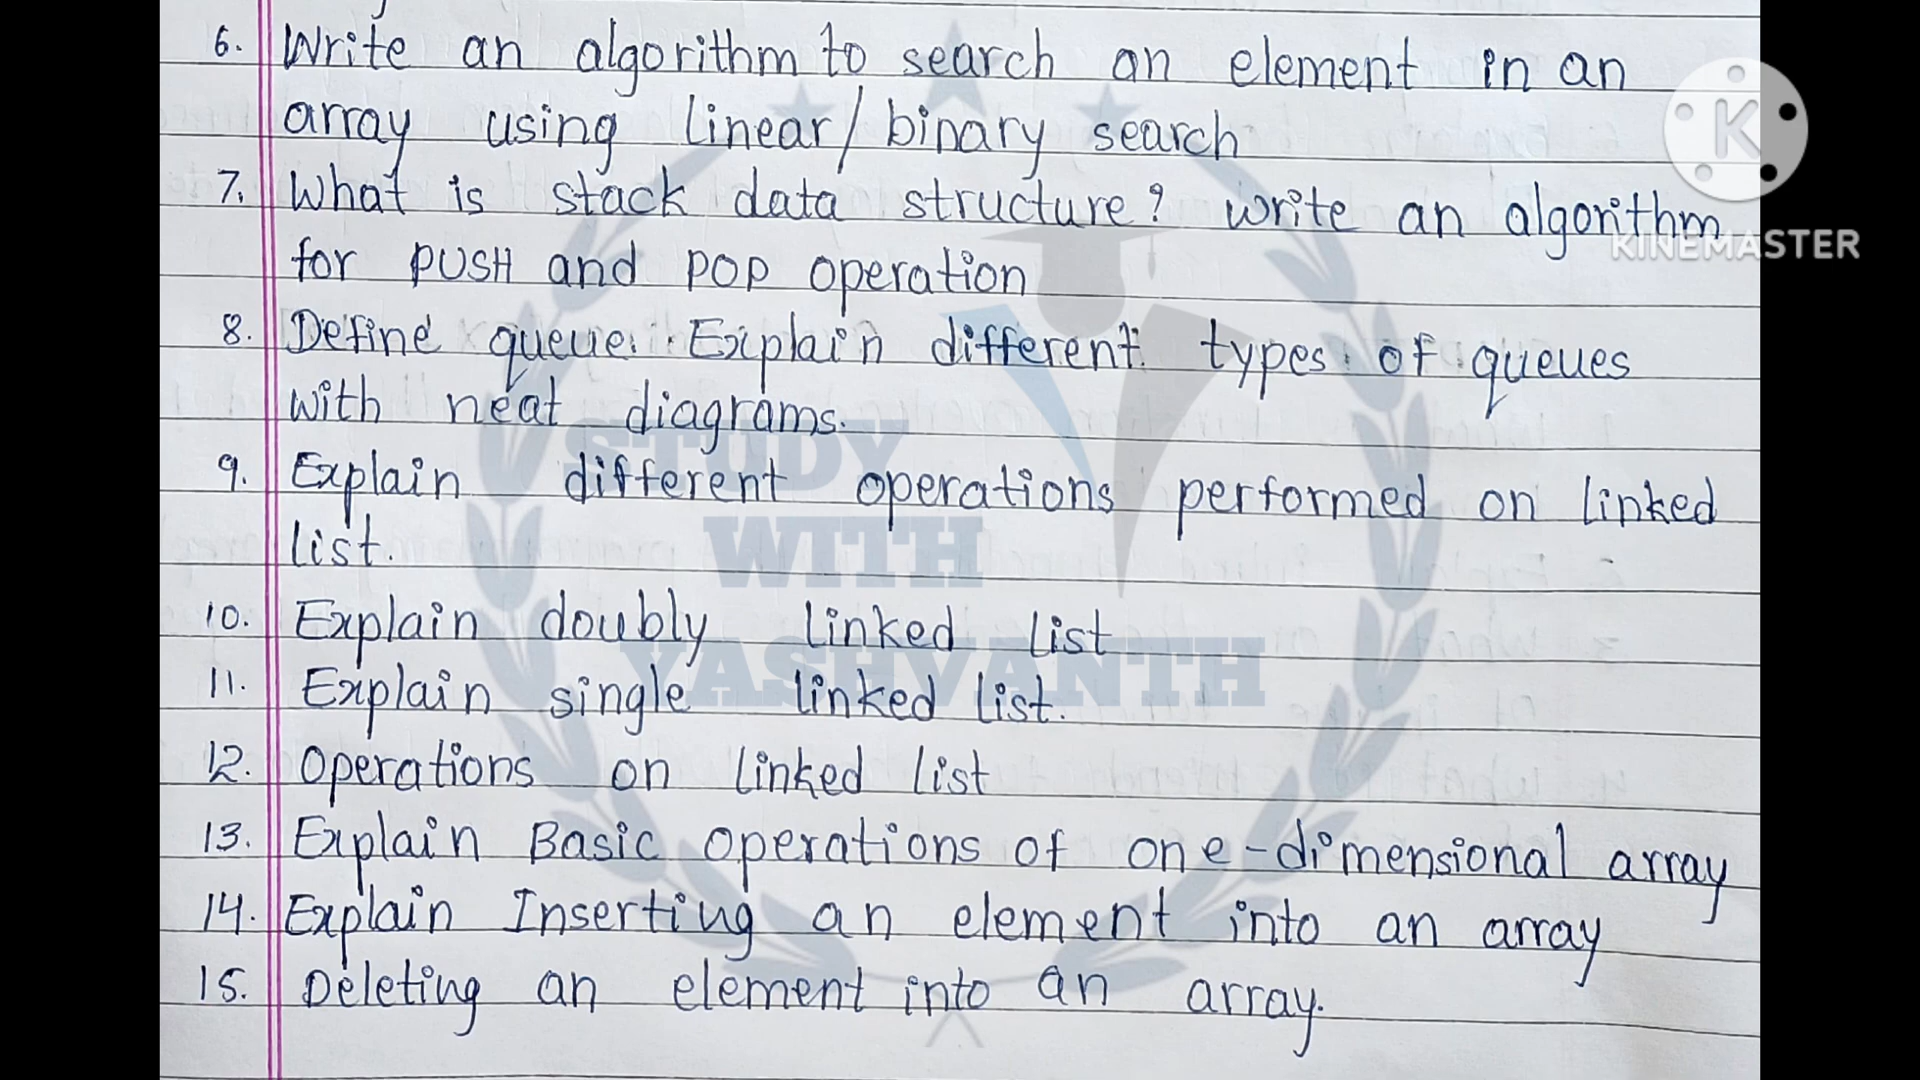 6. Write an algorithm to search an element in an
array using linear/binary search
7. What is stack data structure? write an algorithm
for PUSH and POP operation
8. Define queue. Explain different types of queues
with neat diagrams.
9. Explain different operations performed on linked
list.
10. Explain doubly linked list
11. Explain single linked list.
12. Operations on linked list
13. Explain Basic operations of one-dimensional array
14. Explain Inserting an element into an array
15. Deleting an element into an array.
STUDY
WITH
YASHVANTH
K
KINEMASTER